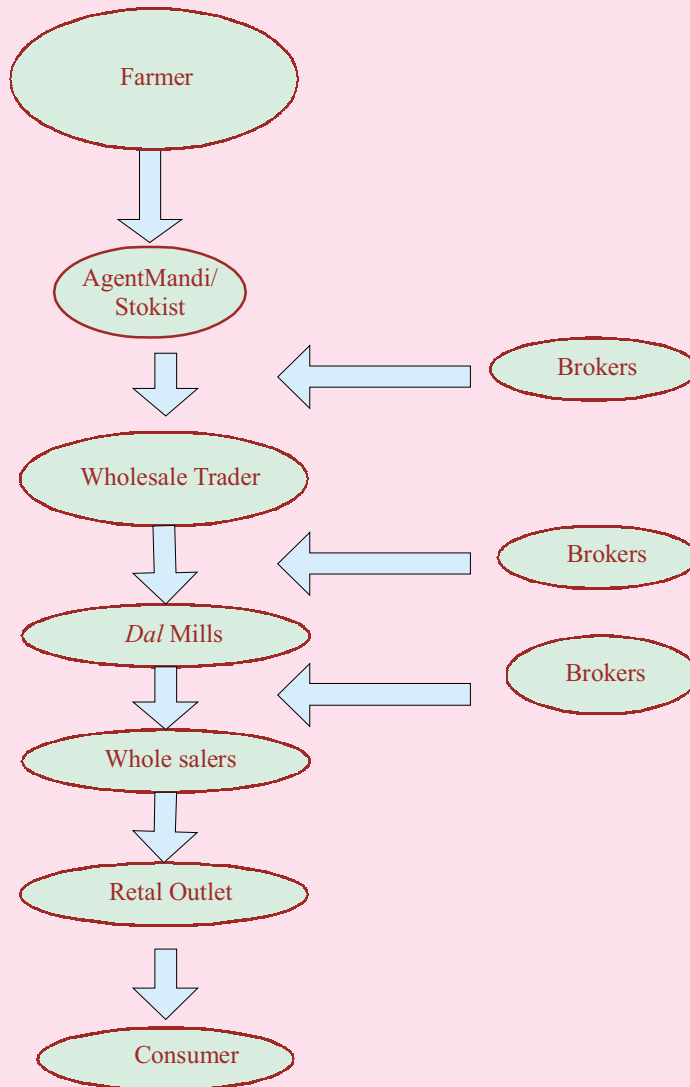 Farmer
AgentMandi/
Stokist
Brokers
Wholesale Trader
Brokers
Dal Mills
Brokers
Whole salers
Retal Outlet
Consumer